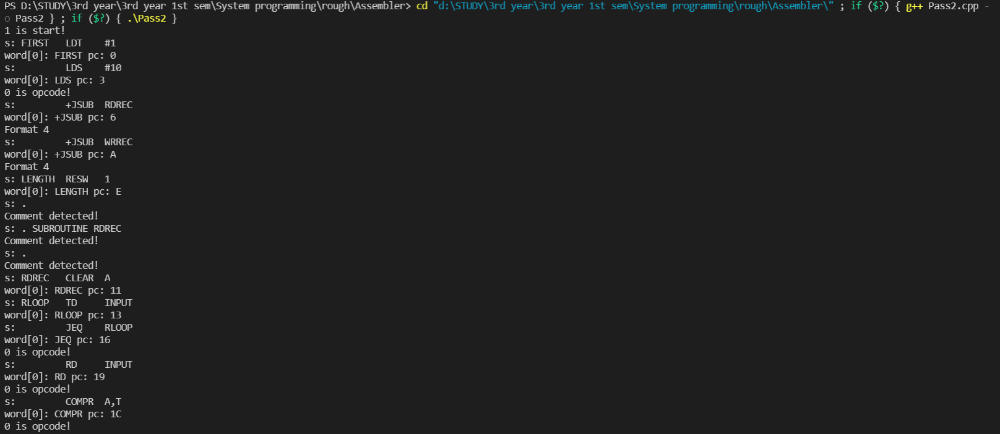 PS D:\STUDY\3rd year\3rd year 1st sem\System programming\rough\Assembler> cd "d:\STUDY\3rd year\3rd year 1st sem\System programming\rough\Assembler\" ; if ($?) { g++ Pass2.cpp -
o Pass2 } ; if ($?) { .\Pass2 }
1 is start!
s: FIRST   LDT    #1
word[0]: FIRST pc: 0
s:         LDS    #10
word[0]: LDS pc: 3
0 is opcode!
s:         +JSUB  RDREC
word[0]: +JSUB pc: 6
Format 4
s:         +JSUB  WRREC
word[0]: +JSUB pc: A
Format 4
s: LENGTH  RESW   1
word[0]: LENGTH pc: E
s: .
Comment detected!
s: . SUBROUTINE RDREC
Comment detected!
s: .
Comment detected!
s: RDREC   CLEAR  A
word[0]: RDREC pc: 11
s: RLOOP   TD     INPUT
word[0]: RLOOP pc: 13
s:         JEQ    RLOOP
word[0]: JEQ pc: 16
0 is opcode!
s:         RD     INPUT
word[0]: RD pc: 19
0 is opcode!
s:         COMPR  A,T
word[0]: COMPR pc: 1C
0 is opcode!